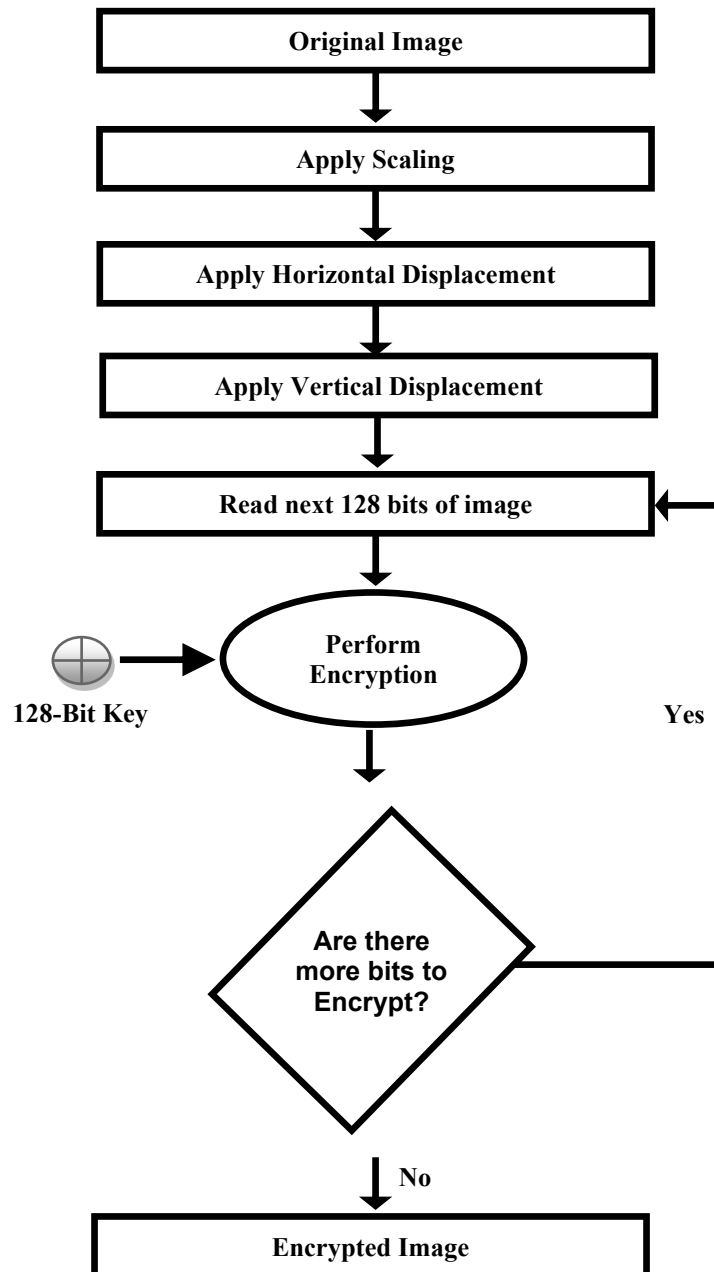 Original Image
Apply Scaling
Apply Horizontal Displacement
Apply Vertical Displacement
Read next 128 bits of image
Perform
Encryption
128-Bit Key
Yes
Are there
more bits to
Encrypt?
No
Encrypted Image